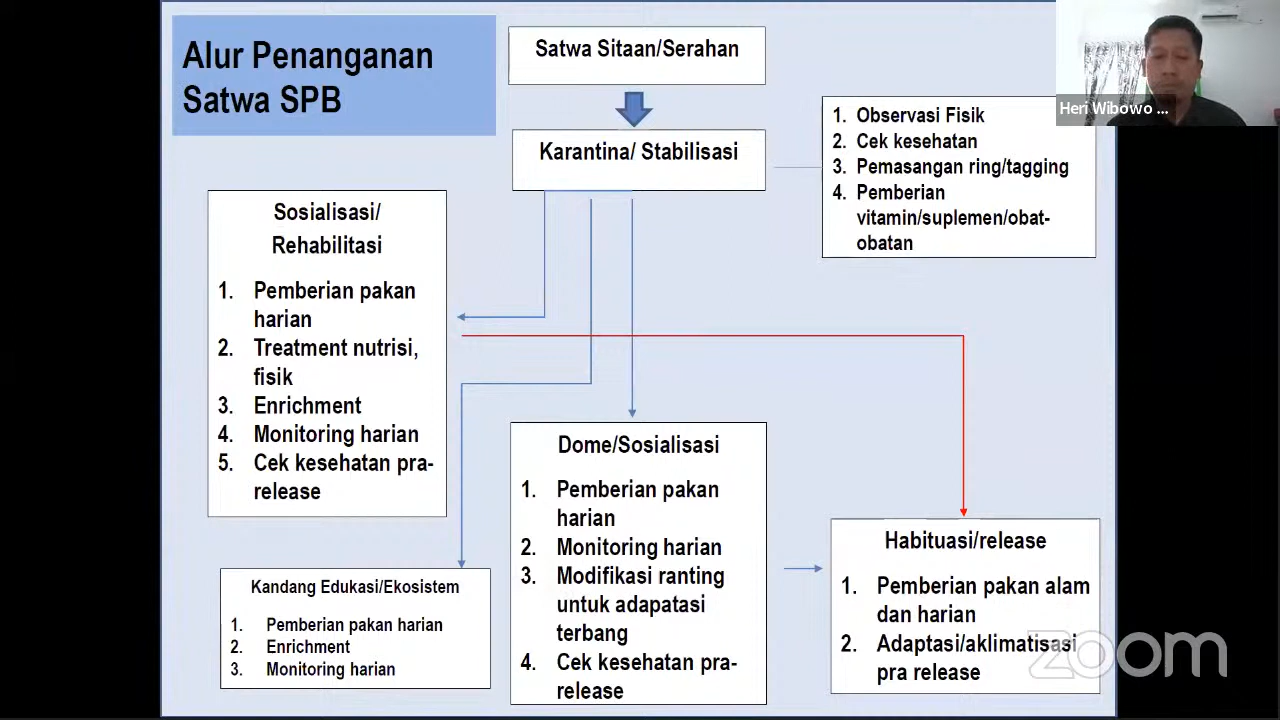 Alur Penanganan
Satwa SPB
Satwa Sitaan/Serahan
Karantina/ Stabilisasi
Heri Wibowo ...
1. Observasi Fisik
2. Cek kesehatan
3. Pemasangan ring/tagging
4. Pemberian
vitamin/suplemen/obat-
obatan
Sosialisasi/
Rehabilitasi
1. Pemberian pakan
harian
2. Treatment nutrisi,
fisik
3. Enrichment
4. Monitoring harian
5. Cek kesehatan pra-
release
Kandang Edukasi/Ekosistem
1. Pemberian pakan harian
2. Enrichment
3. Monitoring harian
Dome/Sosialisasi
1. Pemberian pakan
harian
2. Monitoring harian
3. Modifikasi ranting
untuk adapatasi
terbang
4. Cek kesehatan pra-
release
Habituasi/release
1. Pemberian pakan alam
dan harian
2. Adaptasi/aklimatisasi
pra release
zoom